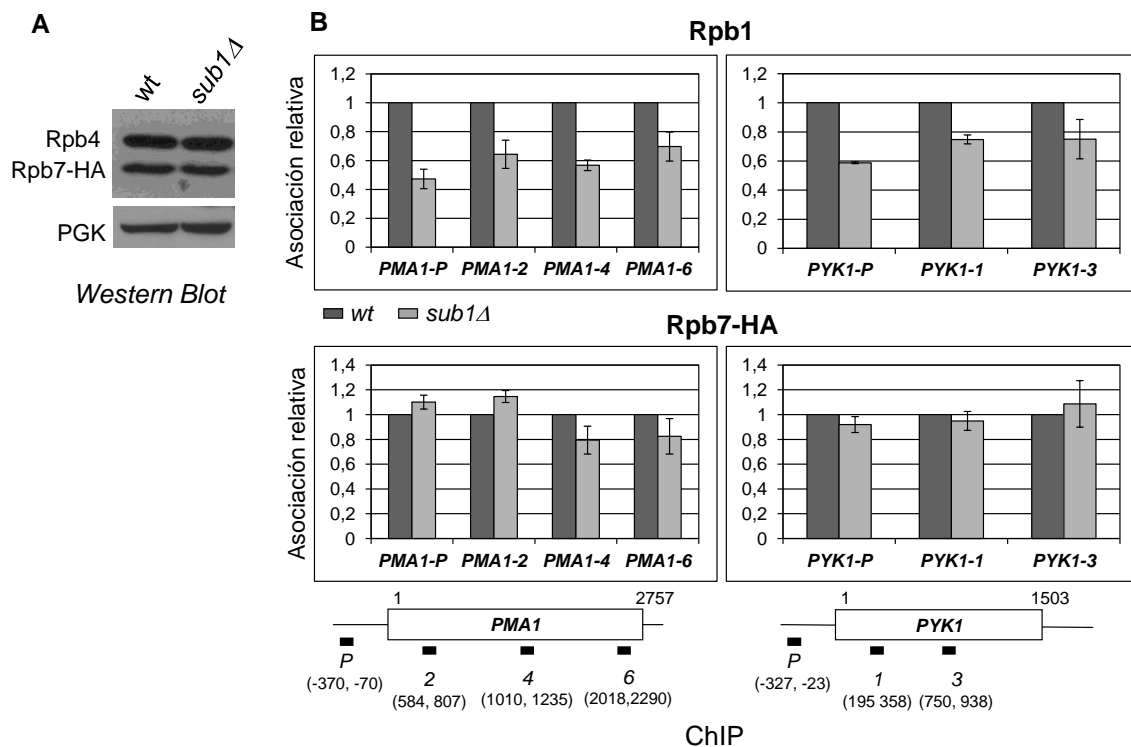 A
wt
sub1Δ
Rpb4
Rpb7-HA
PGK
Western Blot
B
Rpb1
Asociación relativa
1,2
1
0,8
0,6
0,4
0,2
0
PMA1-P PMA1-2 PMA1-4 PMA1-6
1,2
1
0,8
0,6
0,4
0,2
0
PYK1-P PYK1-1 PYK1-3
wt sub1Δ
Rpb7-HA
Asociación relativa
1,4
1,2
1
0,8
0,6
0,4
0,2
0
PMA1-P PMA1-2 PMA1-4 PMA1-6
1,4
1,2
1
0,8
0,6
0,4
0,2
0
PYK1-P PYK1-1 PYK1-3
1 2757
PMA1
P 2 4 6
(-370, -70) (584, 807) (1010, 1235) (2018,2290)
1 1503
PYK1
P 1 3
(-327, -23) (195 358) (750, 938)
ChIP